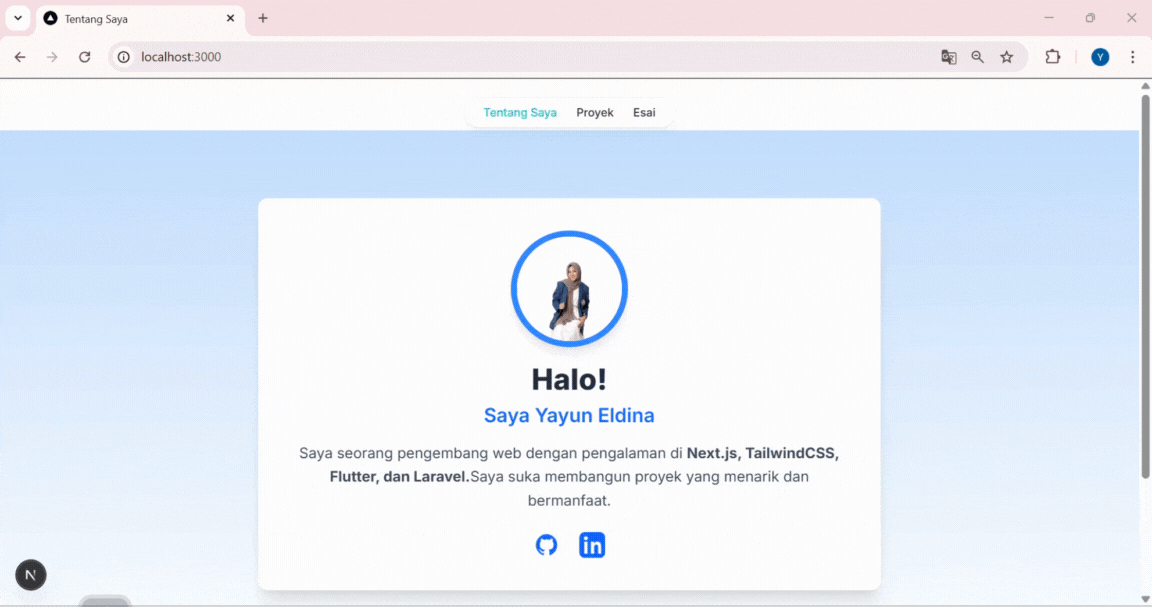 Tentang Saya
localhost:3000
Y
Tentang Saya Proyek Esai
Halo!
Saya Yayun Eldina
Saya seorang pengembang web dengan pengalaman di Next.js, TailwindCSS,
Flutter, dan Laravel.Saya suka membangun proyek yang menarik dan
bermanfaat.
in
N